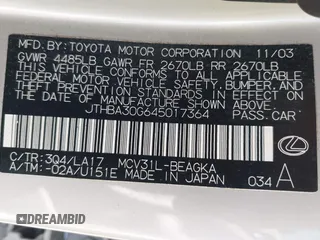 MFD.BY:TOYOTA MOTOR CORPORATION 11/03
GVWR 4485LB GAWR FR 2670LB RR 2670LB
THIS VEHICLE CONFORMS TO ALL APPLICABLE
FEDERAL MOTOR VEHICLE SAFETY, BUMPER, AND
THEFT PREVENTION STANDARDS IN EFFECT ON
THE DATE OF MANUFACTURE SHOWN ABOVE.
JTHBA30G645017364 PASS.CAR
C/TR:3Q4/LA17 MCV31L-BEAGKA
A/TM:-02A/U151E MADE IN JAPAN
034 A
DREAMBID